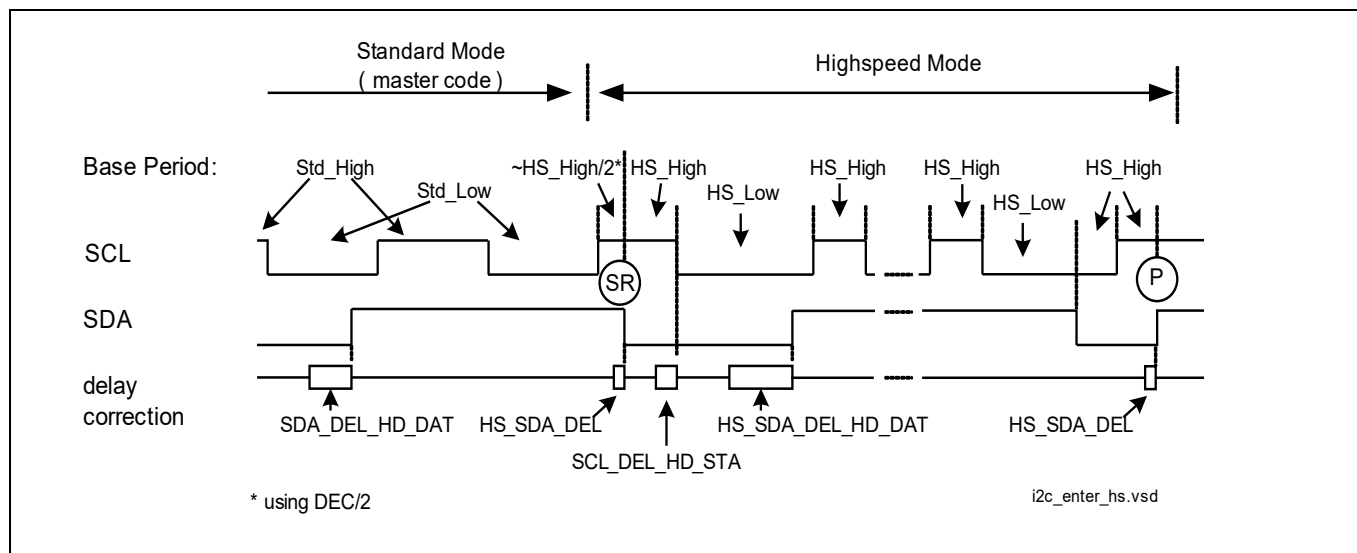 Standard Mode
( master code )
Highspeed Mode
Base Period:
Std_High
~HS_High/2*
HS_High
HS_High
HS_High
HS_High
Std_Low
HS_Low
HS_Low
SCL
SR
P
SDA
delay
correction
SDA_DEL_HD_DAT
HS_SDA_DEL
HS_SDA_DEL_HD_DAT
HS_SDA_DEL
SCL_DEL_HD_STA
* using DEC/2
i2c_enter_hs.vsd